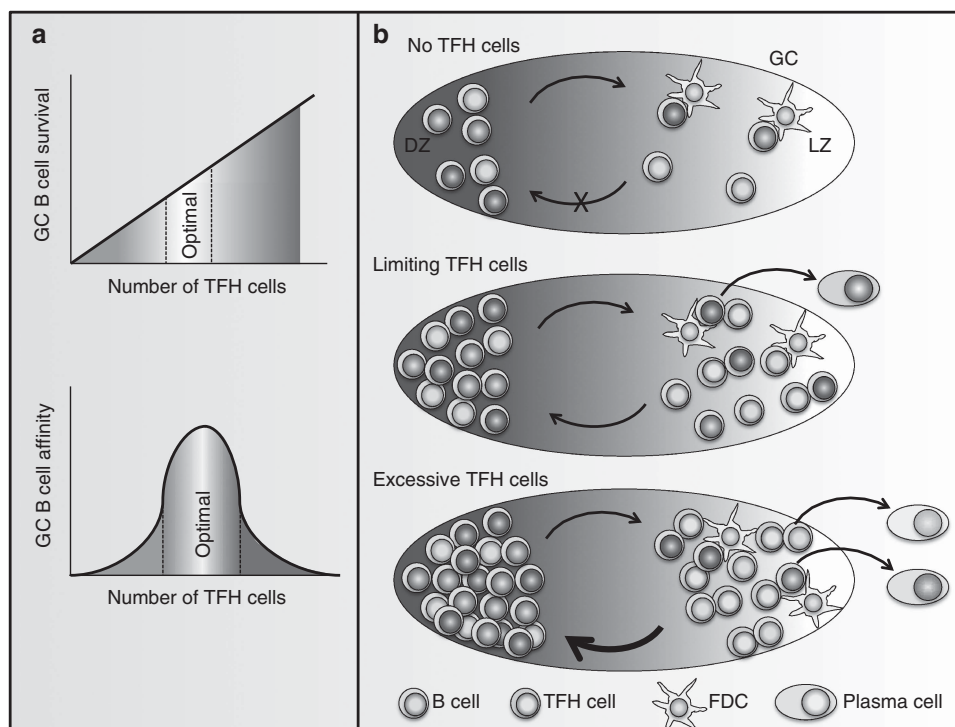 a
GC B cell survival
Optimal
Number of TFH cells
GC B cell affinity
Optimal
Number of TFH cells
b
No TFH cells
GC
DZ
LZ
X
Limiting TFH cells
Excessive TFH cells
B cell
TFH cell
FDC
Plasma cell